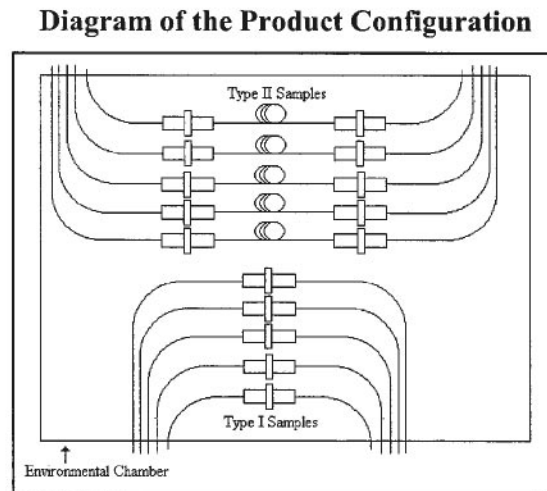 Diagram of the Product Configuration
Type II Samples
Type I Samples
Environmental Chamber